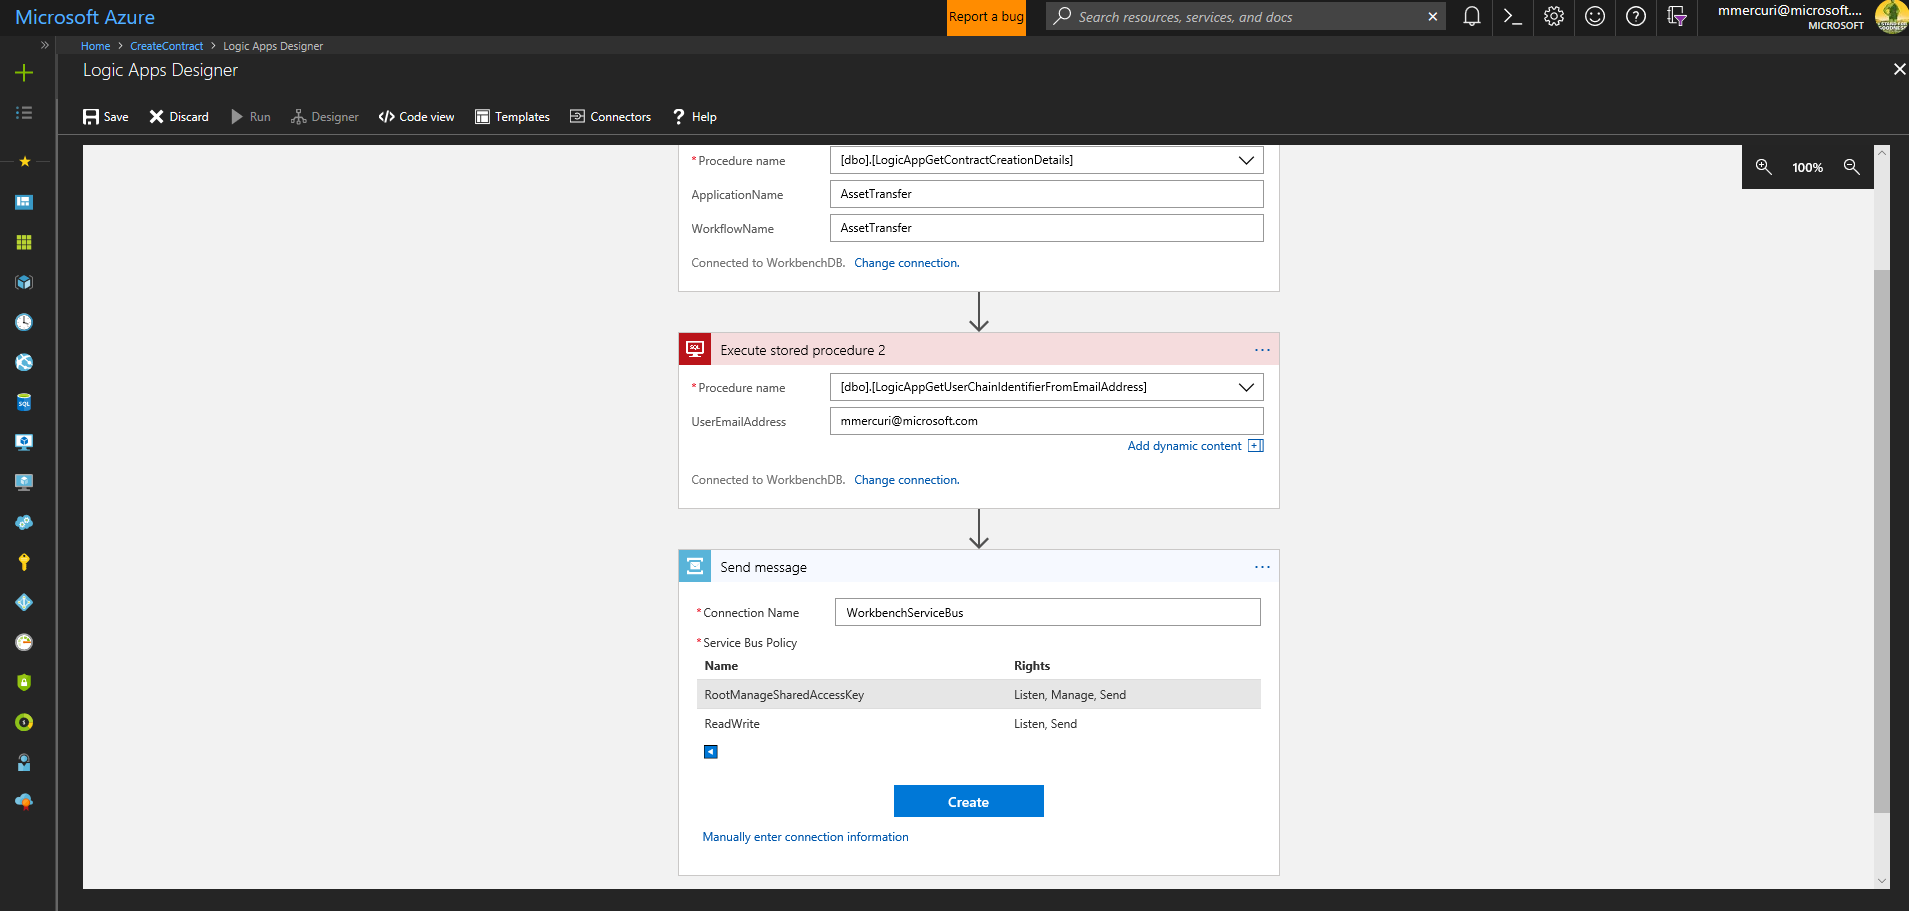 Microsoft Azure
Report a bug
Search resources, services, and docs
mmercuri@microsoft....
MICROSOFT
Home > CreateContract > Logic Apps Designer
Logic Apps Designer
Save Discard Run Designer Code view Templates Connectors Help
100%
* Procedure name [dbo].[LogicAppGetContractCreationDetails]
ApplicationName AssetTransfer
WorkflowName AssetTransfer
Connected to WorkbenchDB. Change connection.
SQL Execute stored procedure 2 ...
* Procedure name [dbo].[LogicAppGetUserChainIdentifierFromEmailAddress]
UserEmailAddress mmercuri@microsoft.com
Add dynamic content
Connected to WorkbenchDB. Change connection.
Send message ...
* Connection Name WorkbenchServiceBus
* Service Bus Policy
Name Rights
RootManageSharedAccessKey Listen, Manage, Send
ReadWrite Listen, Send
Create
Manually enter connection information
SQL